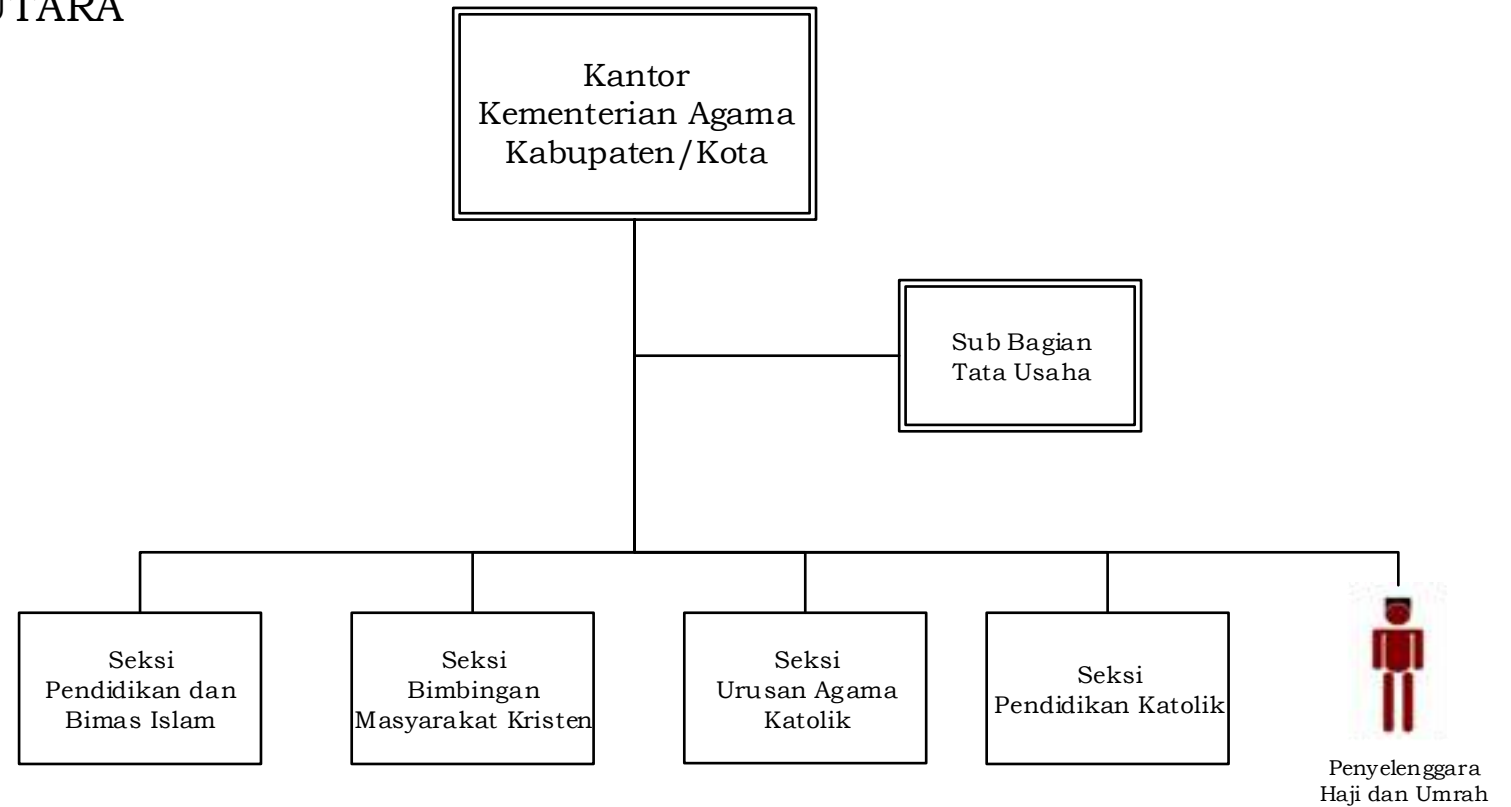 UTARA
Kantor
Kementerian Agama
Kabupaten/Kota
Sub Bagian
Tata Usaha
Seksi
Pendidikan dan
Bimas Islam
Seksi
Bimbingan
Masyarakat Kristen
Seksi
Urusan Agama
Katolik
Seksi
Pendidikan Katolik
Penyelenggara
Haji dan Umrah